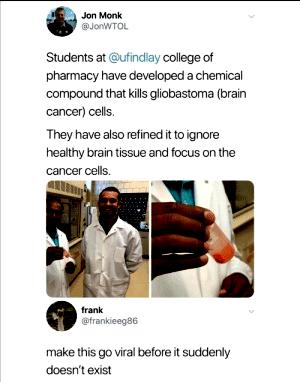 Jon Monk
@JonWTOL
Students at @ufindlay college of
pharmacy have developed a chemical
compound that kills gliobastoma (brain
cancer) cells.
They have also refined it to ignore
healthy brain tissue and focus on the
cancer cells.
frank
@frankieeg86
make this go viral before it suddenly
doesn't exist